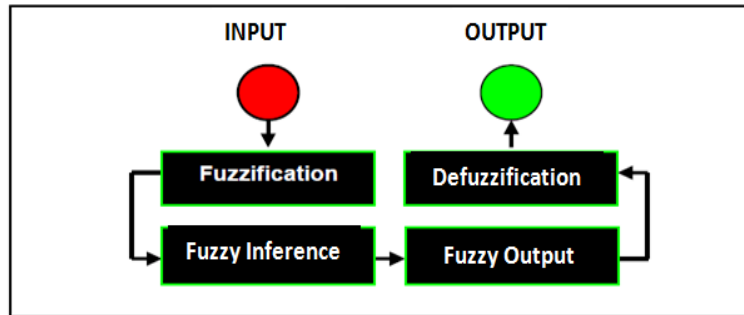 INPUT
OUTPUT
Fuzzification
Defuzzification
Fuzzy Inference
Fuzzy Output